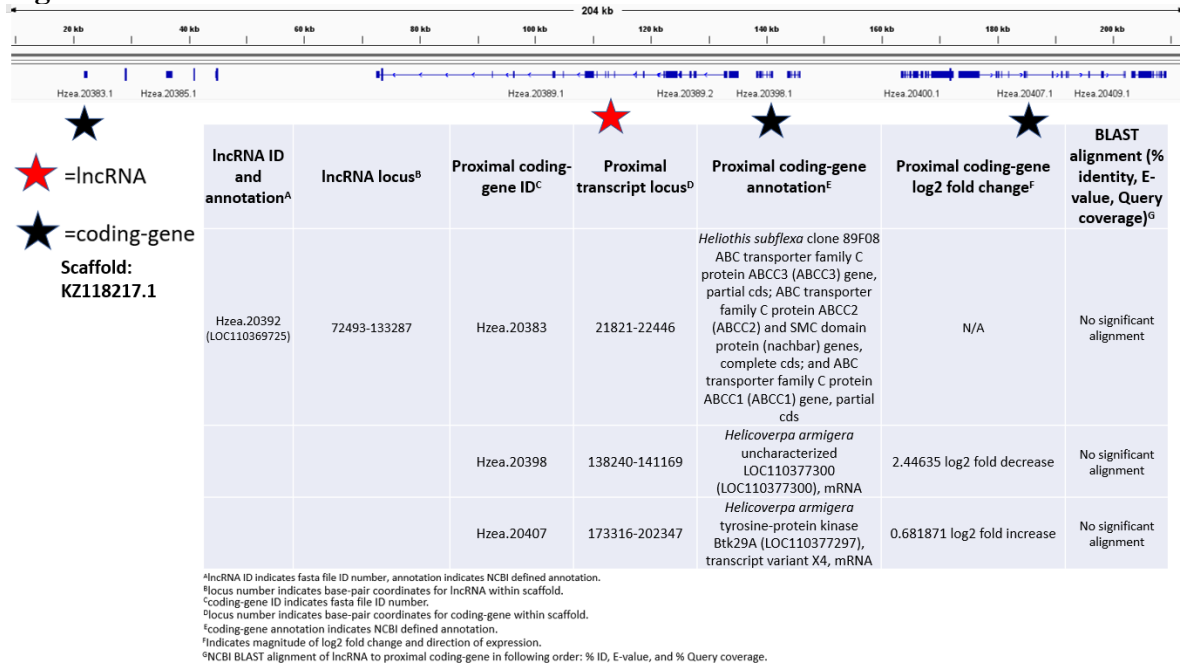 204 kb
20 kb 40 kb 60 kb 80 kb 100 kb 120 kb 140 kb 160 kb 180 kb 200 kb
Hzea.20383.1 Hzea.20385.1 Hzea.20389.1 Hzea.20389.2 Hzea.20398.1 Hzea.20400.1 Hzea.20407.1 Hzea.20409.1
=lncRNA
=coding-gene
Scaffold:
KZ118217.1
lncRNA ID
and
annotationA
lncRNA locusB
Proximal coding-
gene IDC
Proximal
transcript locusD
Proximal coding-gene
annotationE
Proximal coding-gene
log2 fold changeF
BLAST
alignment (%
identity, E-
value, Query
coverage)G
Hzea.20392
(LOC110369725)
72493-133287
Hzea.20383
21821-22446
Heliothis subflexa clone 89F08
ABC transporter family C
protein ABCC3 (ABCC3) gene,
partial cds; ABC transporter
family C protein ABCC2
(ABCC2) and SMC domain
protein (nachbar) genes,
complete cds; and ABC
transporter family C protein
ABCC1 (ABCC1) gene, partial
cds
N/A
No significant
alignment
Hzea.20398
138240-141169
Helicoverpa armigera
uncharacterized
LOC110377300
(LOC110377300), mRNA
2.44635 log2 fold decrease
No significant
alignment
Hzea.20407
173316-202347
Helicoverpa armigera
tyrosine-protein kinase
Btk29A (LOC110377297),
transcript variant X4, mRNA
0.681871 log2 fold increase
No significant
alignment
AlncRNA ID indicates fasta file ID number, annotation indicates NCBI defined annotation.
Blocus number indicates base-pair coordinates for lncRNA within scaffold.
Ccoding-gene ID indicates fasta file ID number.
Dlocus number indicates base-pair coordinates for coding-gene within scaffold.
Ecoding-gene annotation indicates NCBI defined annotation.
FIndicates magnitude of log2 fold change and direction of expression.
GNCBI BLAST alignment of lncRNA to proximal coding-gene in following order: % ID, E-value, and % Query coverage.